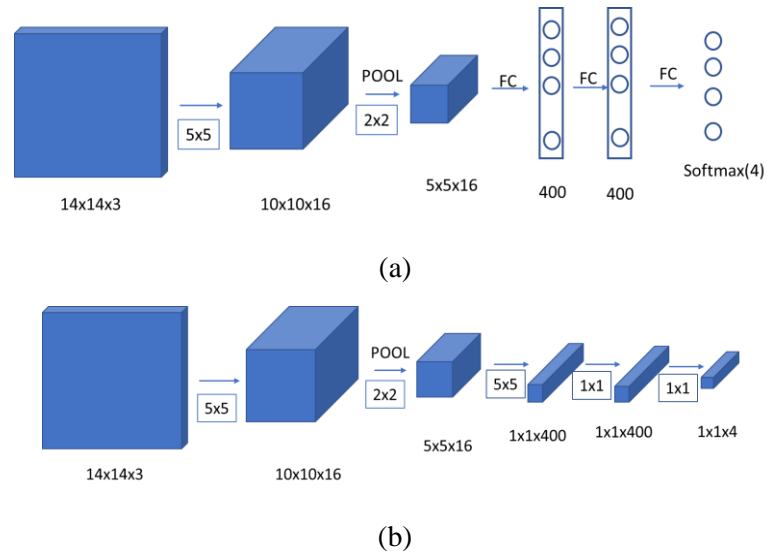 POOL FC FC FC
5x5 2x2
Softmax(4)
14x14x3 10x10x16 5x5x16 400 400
(a)
POOL
5x5 2x2 5x5 1x1 1x1
14x14x3 10x10x16 5x5x16 1x1x400 1x1x400 1x1x4
(b)